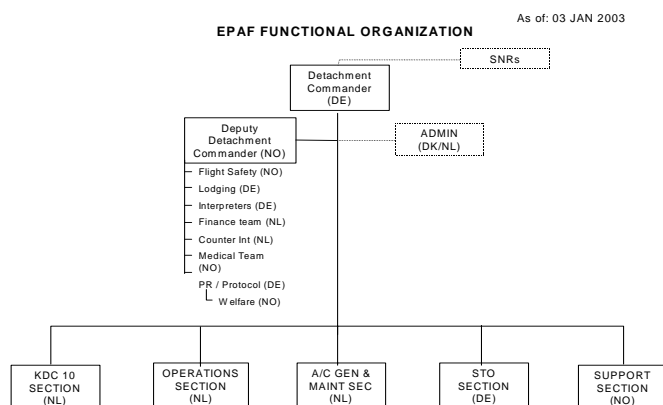 As of: 03 JAN 2003
EPAF FUNCTIONAL ORGANIZATION
SNRs
Detachment
Commander
(DE)
Deputy
Detachment
Commander (NO)
ADMIN
(DK/NL)
Flight Safety (NO)
Lodging (DE)
Interpreters (DE)
Finance team (NL)
Counter Int (NL)
Medical Team
(NO)
PR / Protocol (DE)
Welfare (NO)
KDC 10
SECTION
(NL)
OPERATIONS
SECTION
(NL)
A/C GEN &
MAINT SEC
(NL)
STO
SECTION
(DE)
SUPPORT
SECTION
(NO)